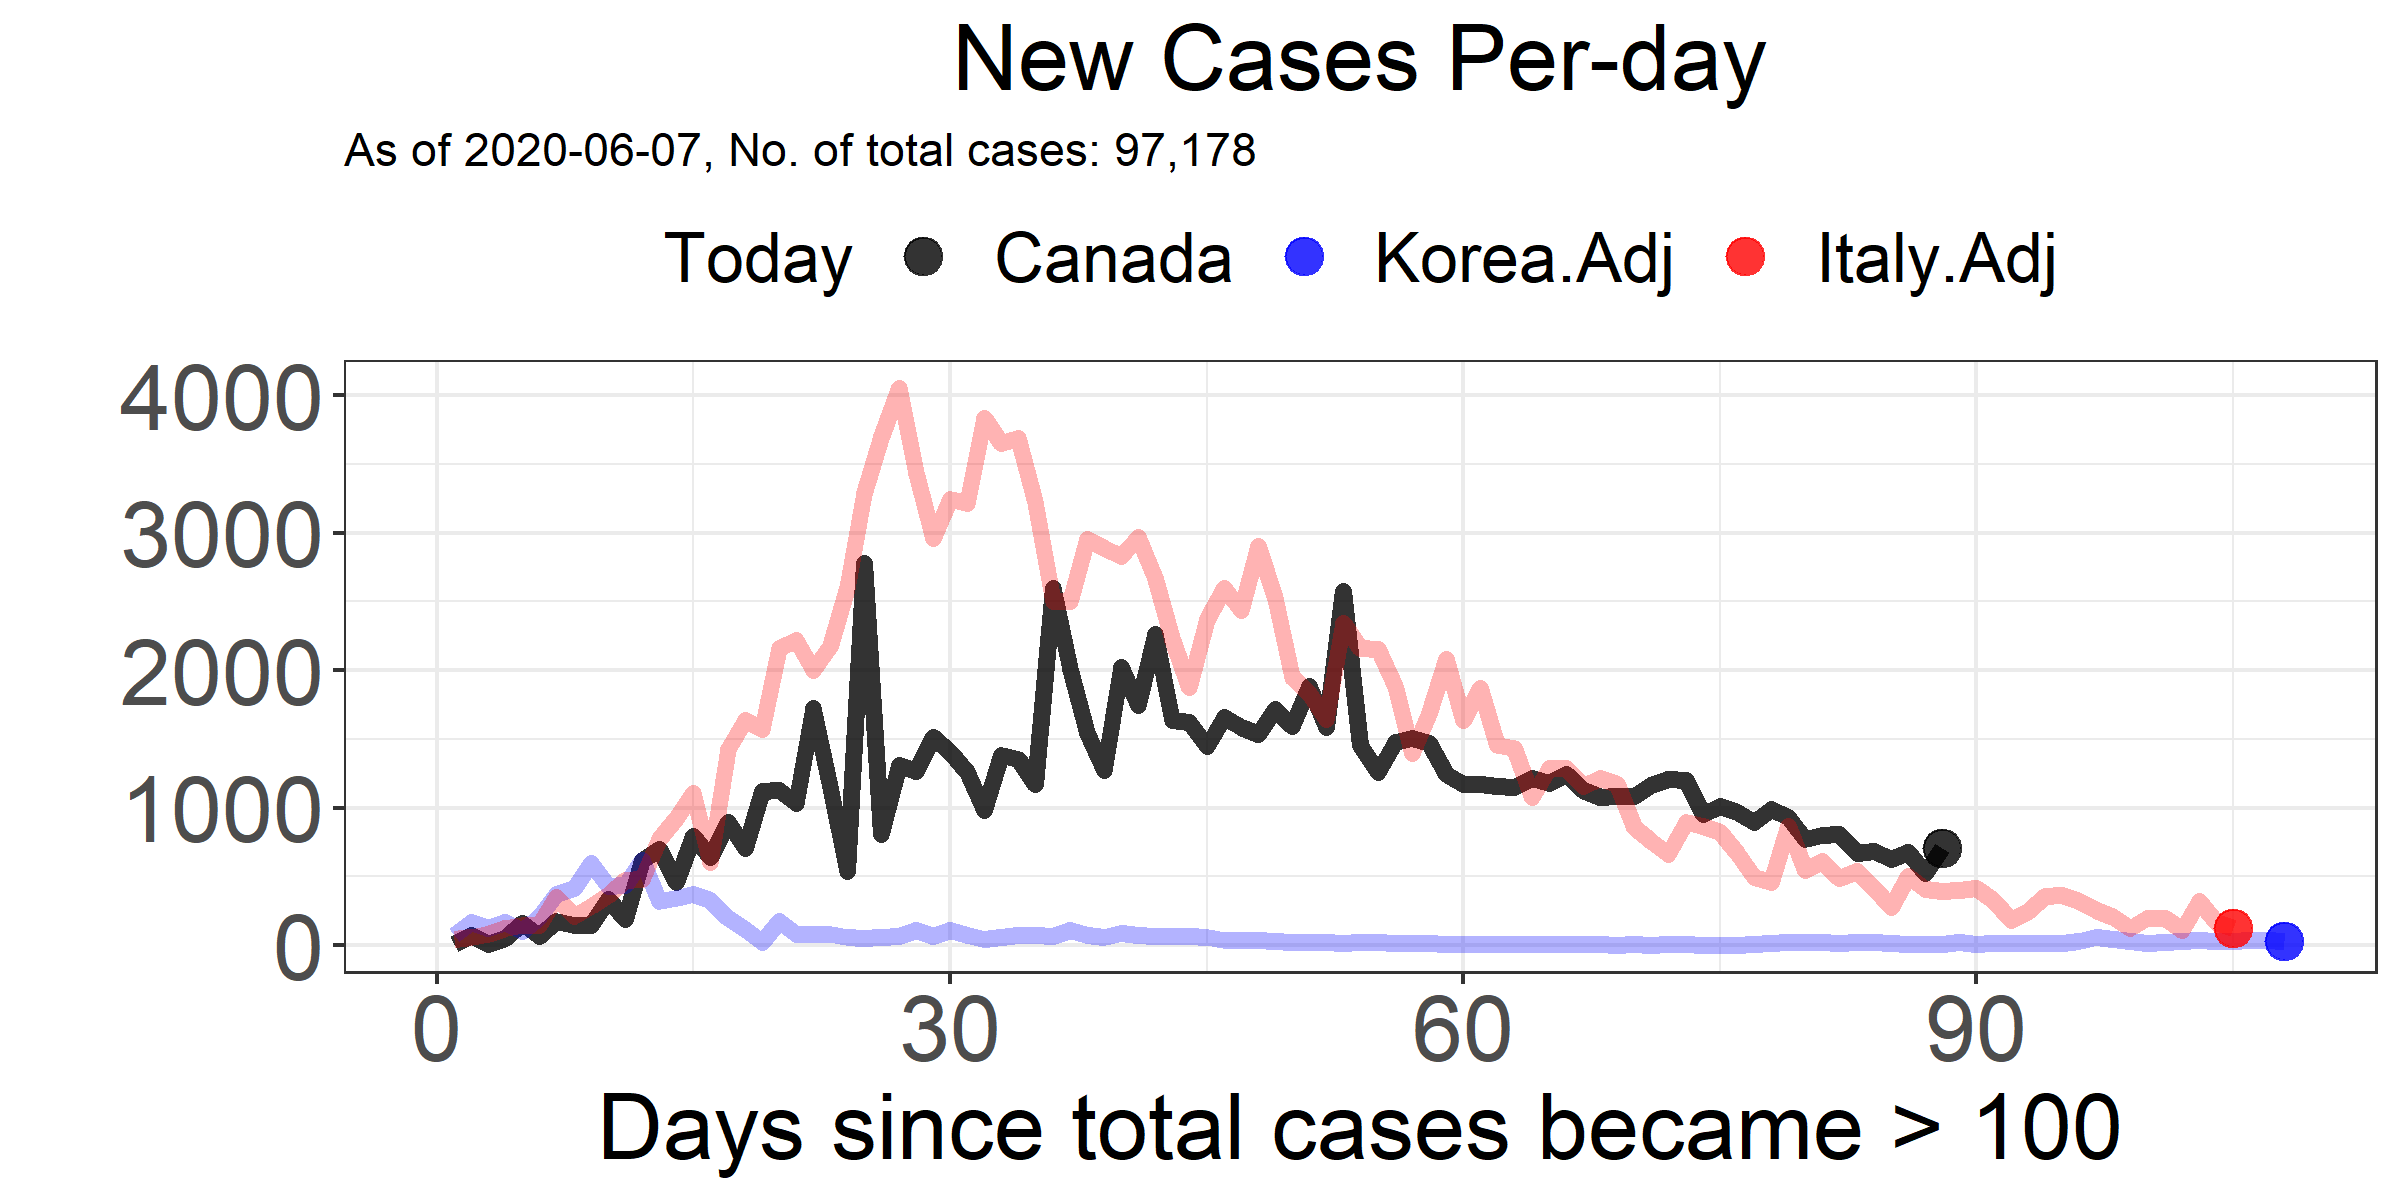 New Cases Per-day
As of 2020-06-07, No. of total cases: 97,178
Today Canada Korea.Adj Italy.Adj
4000
3000
2000
1000
0
0 30 60 90
Days since total cases became > 100